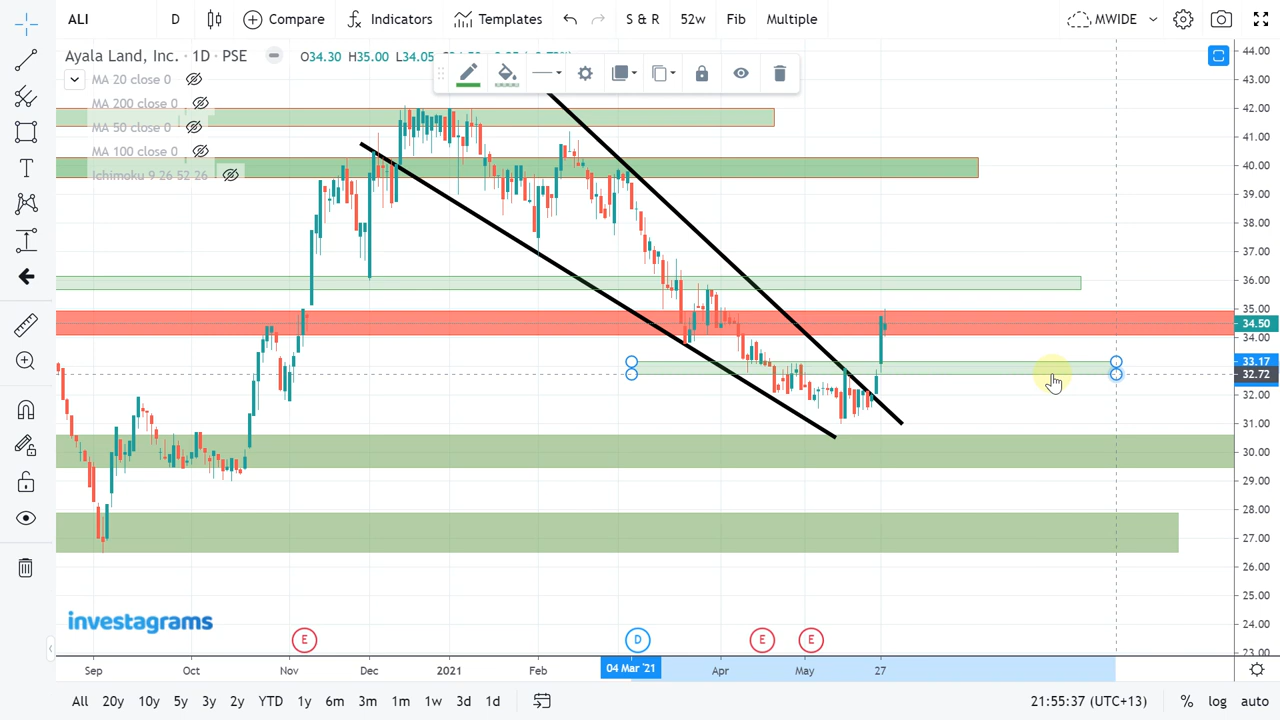 ALI D Compare Indicators Templates S & R 52w Fib Multiple MWIDE
Ayala Land, Inc. · 1D · PSE O34.30 H35.00 L34.05
MA 20 close 0
MA 200 close 0
MA 50 close 0
MA 100 close 0
Ichimoku 9 26 52 26
44.00
43.00
42.00
41.00
40.00
39.00
38.00
37.00
36.00
35.00
34.50
34.00
33.17
32.72
32.00
31.00
30.00
29.00
28.00
27.00
26.00
25.00
24.00
23.00
investagrams
E D E E
Sep Oct Nov Dec 2021 Feb 04 Mar '21 Apr May 27
All 20y 10y 5y 3y 2y YTD 1y 6m 3m 1m 1w 3d 1d 21:55:37 (UTC+13) % log auto